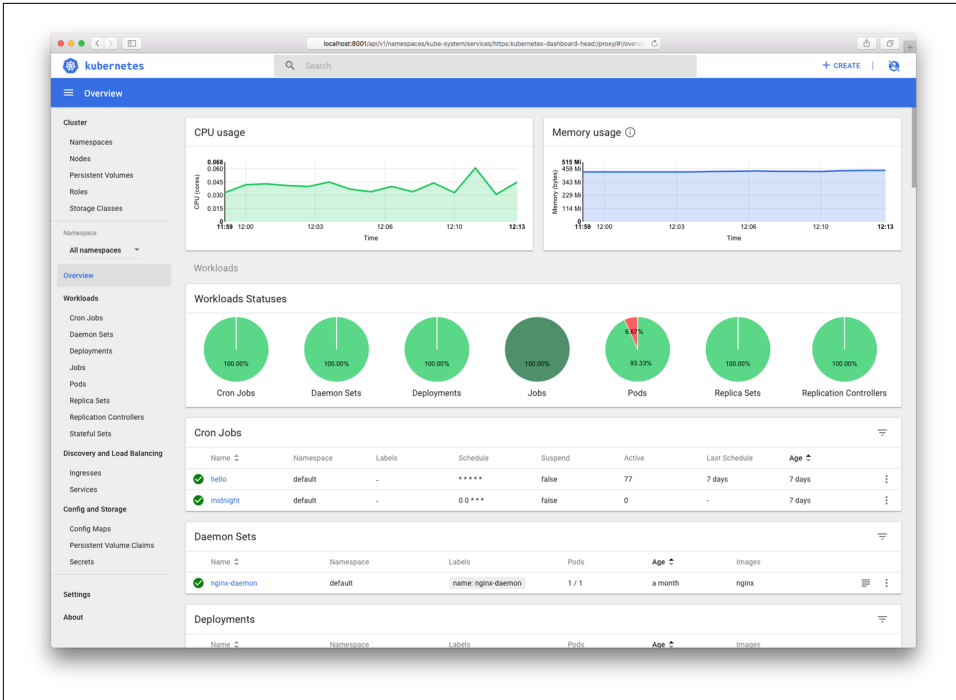 localhost:8001/api/v1/namespaces/kube-system/services/https:kubernetes-dashboard-head:/proxy/#!/overv
kubernetes
Search
+ CREATE
Overview
Cluster
Namespaces
Nodes
Persistent Volumes
Roles
Storage Classes
Namespace
All namespaces
Overview
Workloads
Cron Jobs
Daemon Sets
Deployments
Jobs
Pods
Replica Sets
Replication Controllers
Stateful Sets
Discovery and Load Balancing
Ingresses
Services
Config and Storage
Config Maps
Persistent Volume Claims
Secrets
Settings
About
CPU usage
CPU (cores)
0.068
0.060
0.045
0.030
0.015
0
11:59 12:00 12:03 12:06 12:10 12:13
Time
Memory usage
Memory (bytes)
515 Mi
458 Mi
343 Mi
229 Mi
114 Mi
0
11:59 12:00 12:03 12:06 12:10 12:13
Time
Workloads
Workloads Statuses
100.00% 100.00% 100.00% 100.00% 6.67% 93.33% 100.00% 100.00%
Cron Jobs Daemon Sets Deployments Jobs Pods Replica Sets Replication Controllers
Cron Jobs
Name Namespace Labels Schedule Suspend Active Last Schedule Age
hello default - * * * * * false 77 7 days 7 days
midnight default - 0 0 * * * false 0 - 7 days
Daemon Sets
Name Namespace Labels Pods Age Images
nginx-daemon default name: nginx-daemon 1 / 1 a month nginx
Deployments
Name Namespace Labels Pods Age Images